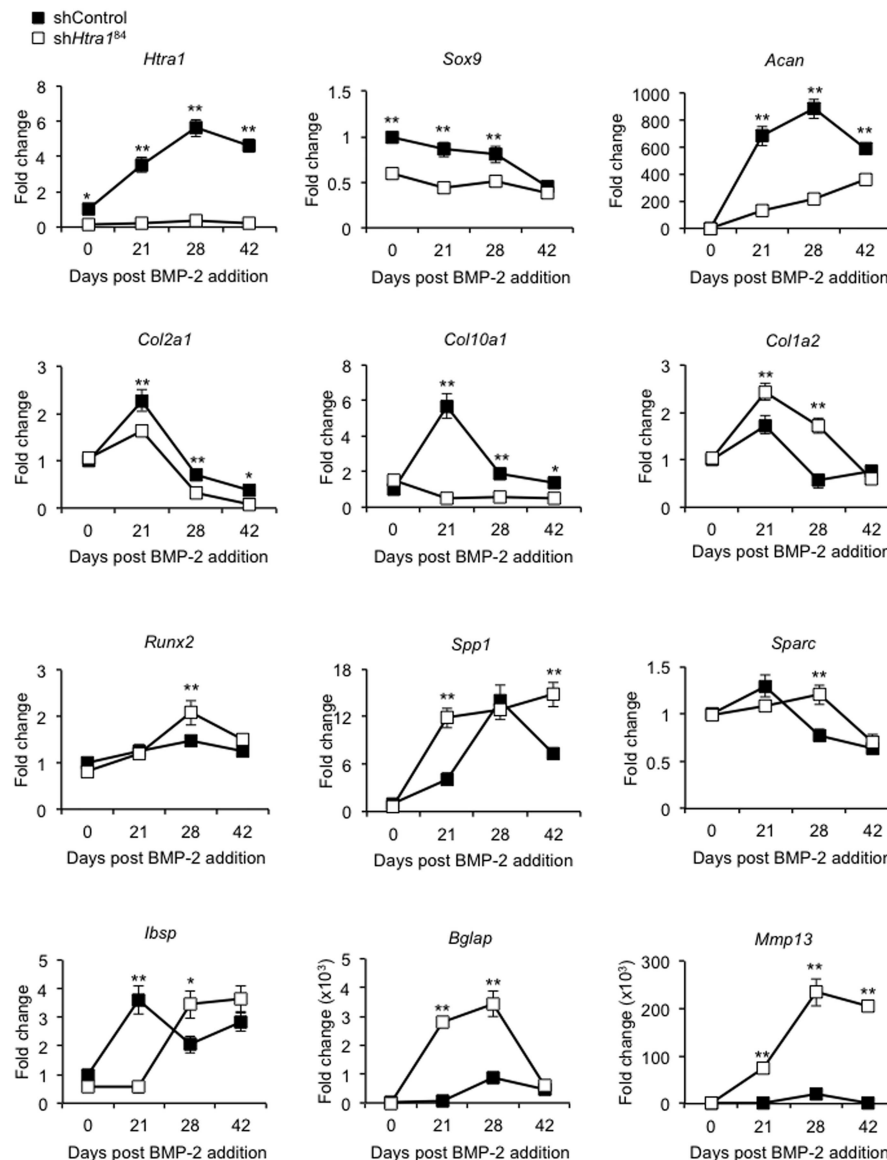 shControl
shHtra1⁸⁴
Htra1
**
**
**
*
Fold change
8
6
4
2
0
0 21 28 42
Days post BMP-2 addition
Sox9
**
**
**
Fold change
1.5
1
0.5
0
0 21 28 42
Days post BMP-2 addition
Acan
**
**
**
Fold change
1000
800
600
400
200
0
0 21 28 42
Days post BMP-2 addition
Col2a1
**
**
*
Fold change
3
2
1
0
0 21 28 42
Days post BMP-2 addition
Col10a1
**
**
*
Fold change
8
6
4
2
0
0 21 28 42
Days post BMP-2 addition
Col1a2
**
**
Fold change
3
2
1
0
0 21 28 42
Days post BMP-2 addition
Runx2
**
Fold change
3
2
1
0
0 21 28 42
Days post BMP-2 addition
Spp1
**
**
Fold change
18
12
6
0
0 21 28 42
Days post BMP-2 addition
Sparc
**
Fold change
1.5
1
0.5
0
0 21 28 42
Days post BMP-2 addition
Ibsp
**
*
Fold change
5
4
3
2
1
0
0 21 28 42
Days post BMP-2 addition
Bglap
**
**
Fold change (x10³)
5
4
3
2
1
0
0 21 28 42
Days post BMP-2 addition
Mmp13
**
**
**
Fold change (x10³)
300
200
100
0
0 21 28 42
Days post BMP-2 addition